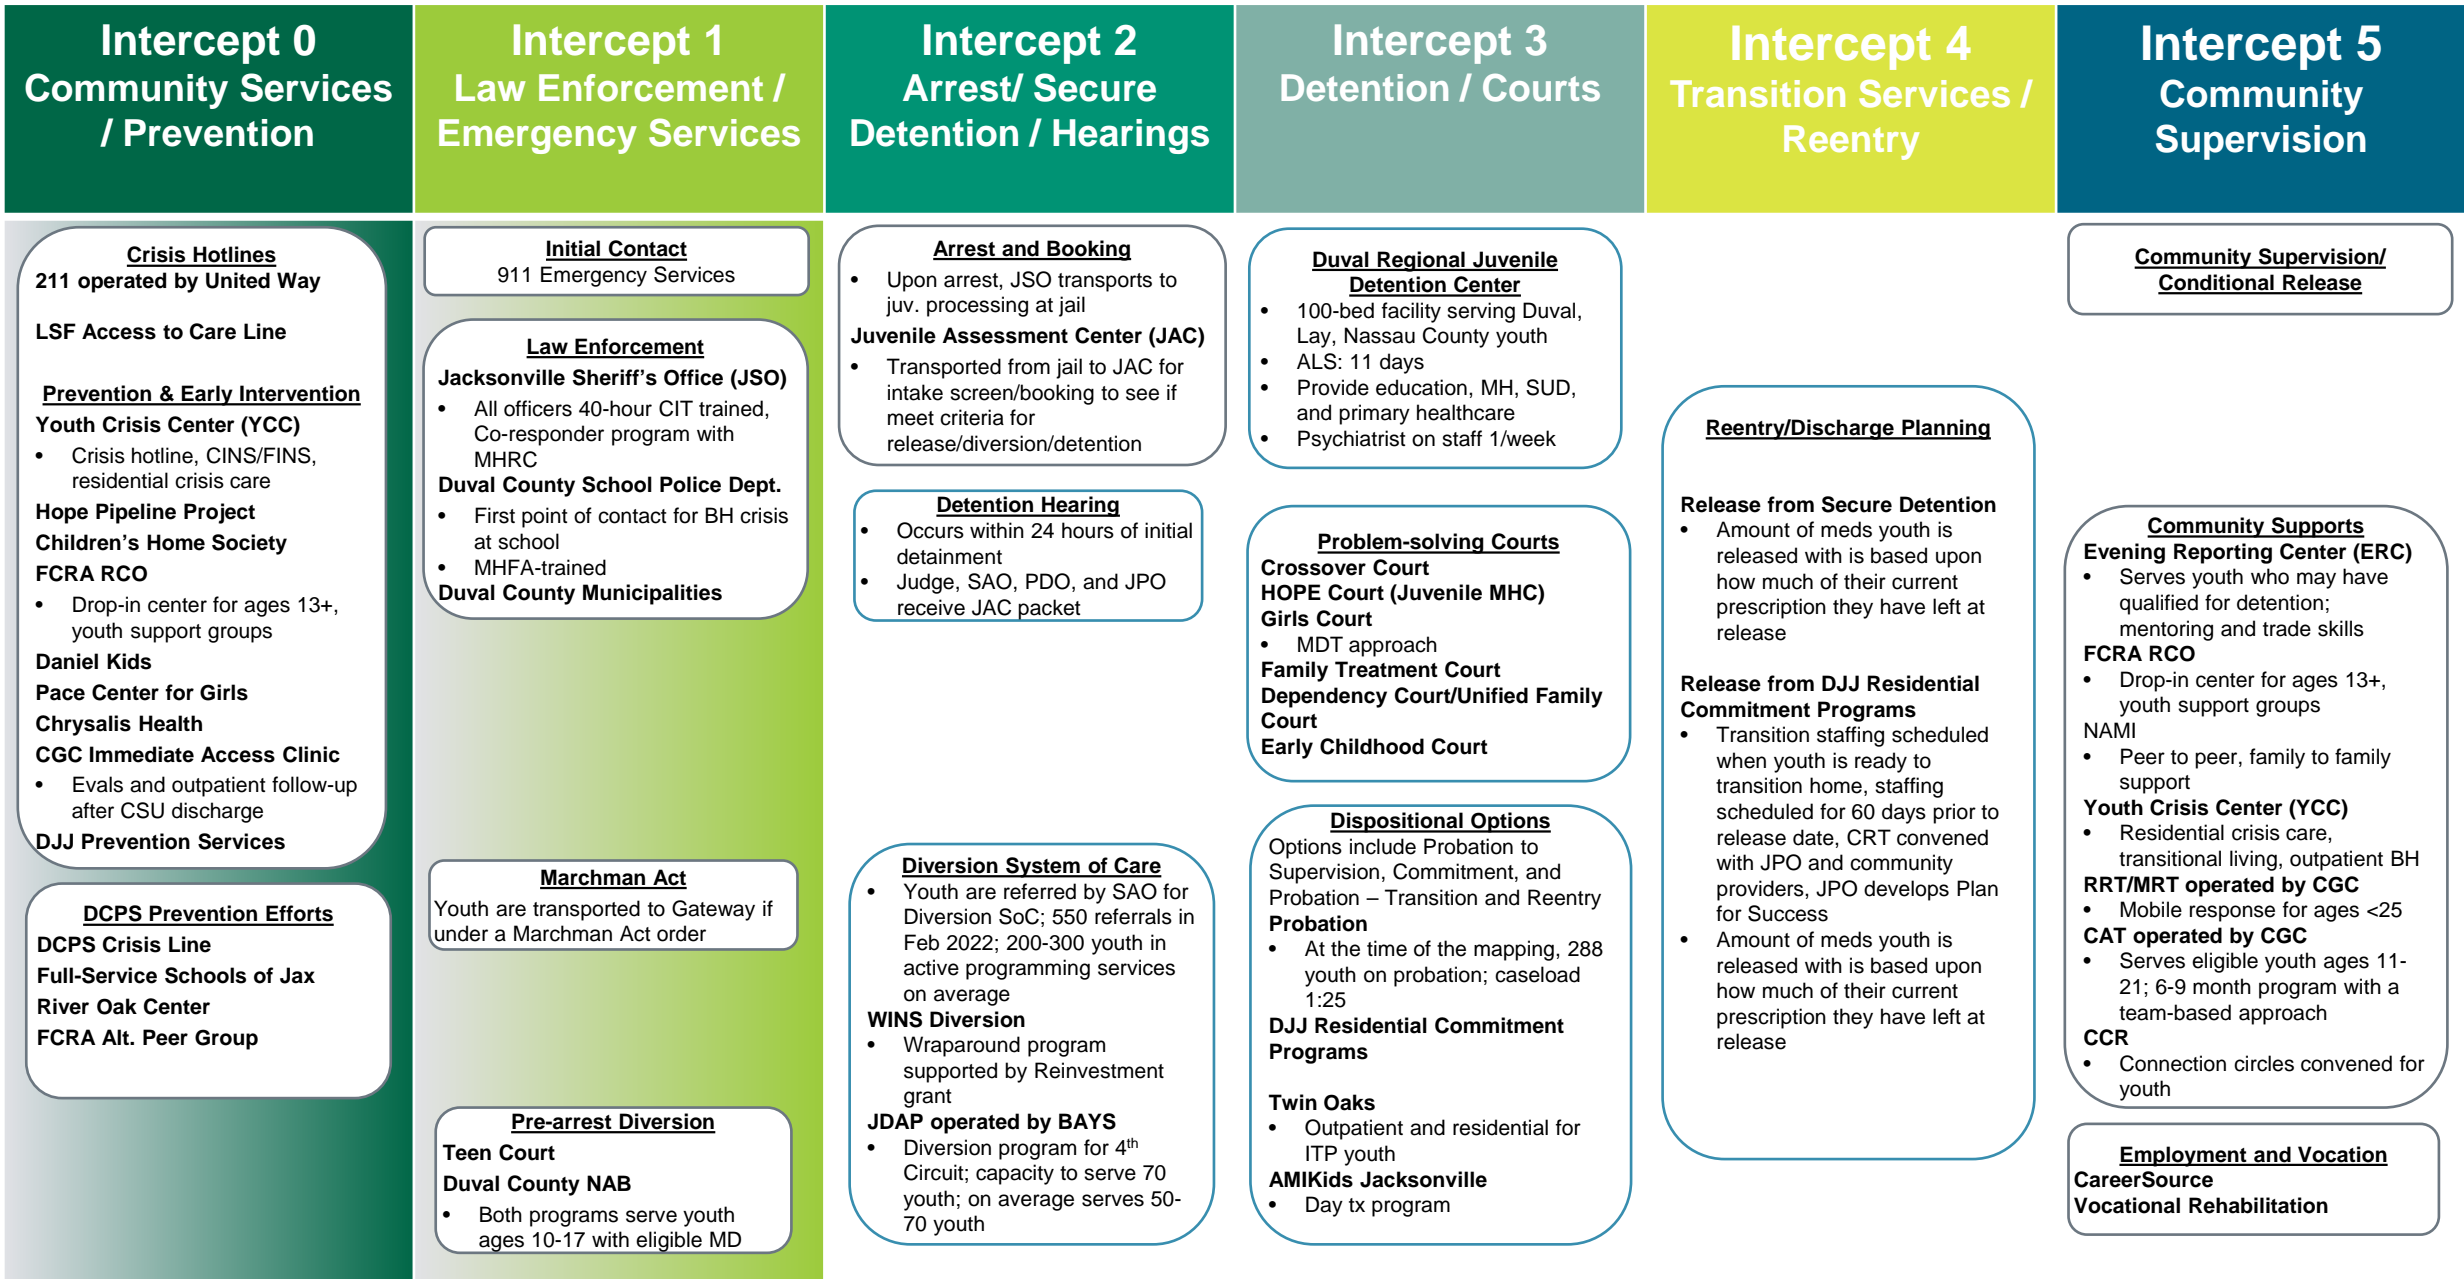 Intercept 0
Community Services
/ Prevention
Intercept 1
Law Enforcement /
Emergency Services
Intercept 2
Arrest/ Secure
Detention / Hearings
Intercept 3
Detention / Courts
Intercept 4
Transition Services /
Reentry
Intercept 5
Community
Supervision
Crisis Hotlines
211 operated by United Way
LSF Access to Care Line
Prevention & Early Intervention
Youth Crisis Center (YCC)
• Crisis hotline, CINS/FINS,
residential crisis care
Hope Pipeline Project
Children's Home Society
FCRA RCO
• Drop-in center for ages 13+,
youth support groups
Daniel Kids
Pace Center for Girls
Chrysalis Health
CGC Immediate Access Clinic
• Evals and outpatient follow-up
after CSU discharge
DJJ Prevention Services
DCPS Prevention Efforts
DCPS Crisis Line
Full-Service Schools of Jax
River Oak Center
FCRA Alt. Peer Group
Initial Contact
911 Emergency Services
Law Enforcement
Jacksonville Sheriff's Office (JSO)
• All officers 40-hour CIT trained,
Co-responder program with
MHRC
Duval County School Police Dept.
• First point of contact for BH crisis
at school
• MHFA-trained
Duval County Municipalities
Marchman Act
Youth are transported to Gateway if
under a Marchman Act order
Pre-arrest Diversion
Teen Court
Duval County NAB
• Both programs serve youth
ages 10-17 with eligible MD
Arrest and Booking
• Upon arrest, JSO transports to
juv. processing at jail
Juvenile Assessment Center (JAC)
• Transported from jail to JAC for
intake screen/booking to see if
meet criteria for
release/diversion/detention
Detention Hearing
• Occurs within 24 hours of initial
detainment
• Judge, SAO, PDO, and JPO
receive JAC packet
Diversion System of Care
• Youth are referred by SAO for
Diversion SoC; 550 referrals in
Feb 2022; 200-300 youth in
active programming services
on average
WINS Diversion
• Wraparound program
supported by Reinvestment
grant
JDAP operated by BAYS
• Diversion program for 4th
Circuit; capacity to serve 70
youth; on average serves 50-
70 youth
Duval Regional Juvenile
Detention Center
• 100-bed facility serving Duval,
Lay, Nassau County youth
• ALS: 11 days
• Provide education, MH, SUD,
and primary healthcare
• Psychiatrist on staff 1/week
Problem-solving Courts
Crossover Court
HOPE Court (Juvenile MHC)
Girls Court
• MDT approach
Family Treatment Court
Dependency Court/Unified Family
Court
Early Childhood Court
Dispositional Options
Options include Probation to
Supervision, Commitment, and
Probation – Transition and Reentry
Probation
• At the time of the mapping, 288
youth on probation; caseload
1:25
DJJ Residential Commitment
Programs
Twin Oaks
• Outpatient and residential for
ITP youth
AMIKids Jacksonville
• Day tx program
Reentry/Discharge Planning
Release from Secure Detention
• Amount of meds youth is
released with is based upon
how much of their current
prescription they have left at
release
Release from DJJ Residential
Commitment Programs
• Transition staffing scheduled
when youth is ready to
transition home, staffing
scheduled for 60 days prior to
release date, CRT convened
with JPO and community
providers, JPO develops Plan
for Success
• Amount of meds youth is
released with is based upon
how much of their current
prescription they have left at
release
Community Supervision/
Conditional Release
Community Supports
Evening Reporting Center (ERC)
• Serves youth who may have
qualified for detention;
mentoring and trade skills
FCRA RCO
• Drop-in center for ages 13+,
youth support groups
NAMI
• Peer to peer, family to family
support
Youth Crisis Center (YCC)
• Residential crisis care,
transitional living, outpatient BH
RRT/MRT operated by CGC
• Mobile response for ages <25
CAT operated by CGC
• Serves eligible youth ages 11-
21; 6-9 month program with a
team-based approach
CCR
• Connection circles convened for
youth
Employment and Vocation
CareerSource
Vocational Rehabilitation